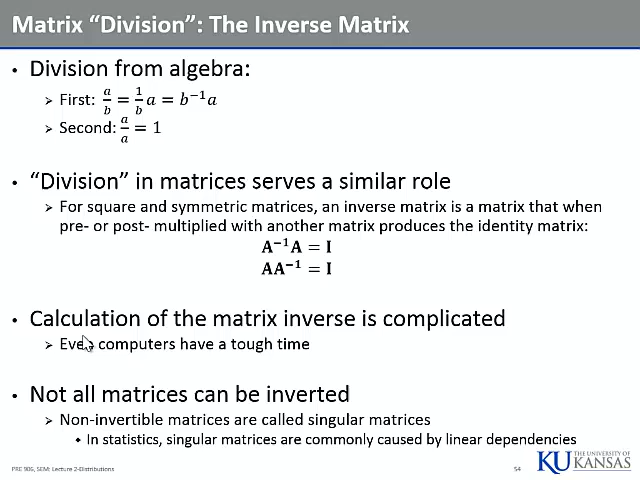 Matrix “Division”: The Inverse Matrix
• Division from algebra:
➢ First: a/b = 1/b a = b⁻¹a
➢ Second: a/a = 1
• “Division” in matrices serves a similar role
➢ For square and symmetric matrices, an inverse matrix is a matrix that when
pre- or post- multiplied with another matrix produces the identity matrix:
A⁻¹A = I
AA⁻¹ = I
• Calculation of the matrix inverse is complicated
➢ Even computers have a tough time
• Not all matrices can be inverted
➢ Non-invertible matrices are called singular matrices
✦ In statistics, singular matrices are commonly caused by linear dependencies
PRE 906, SEM: Lecture 2-Distributions
54
KU THE UNIVERSITY OF
KANSAS